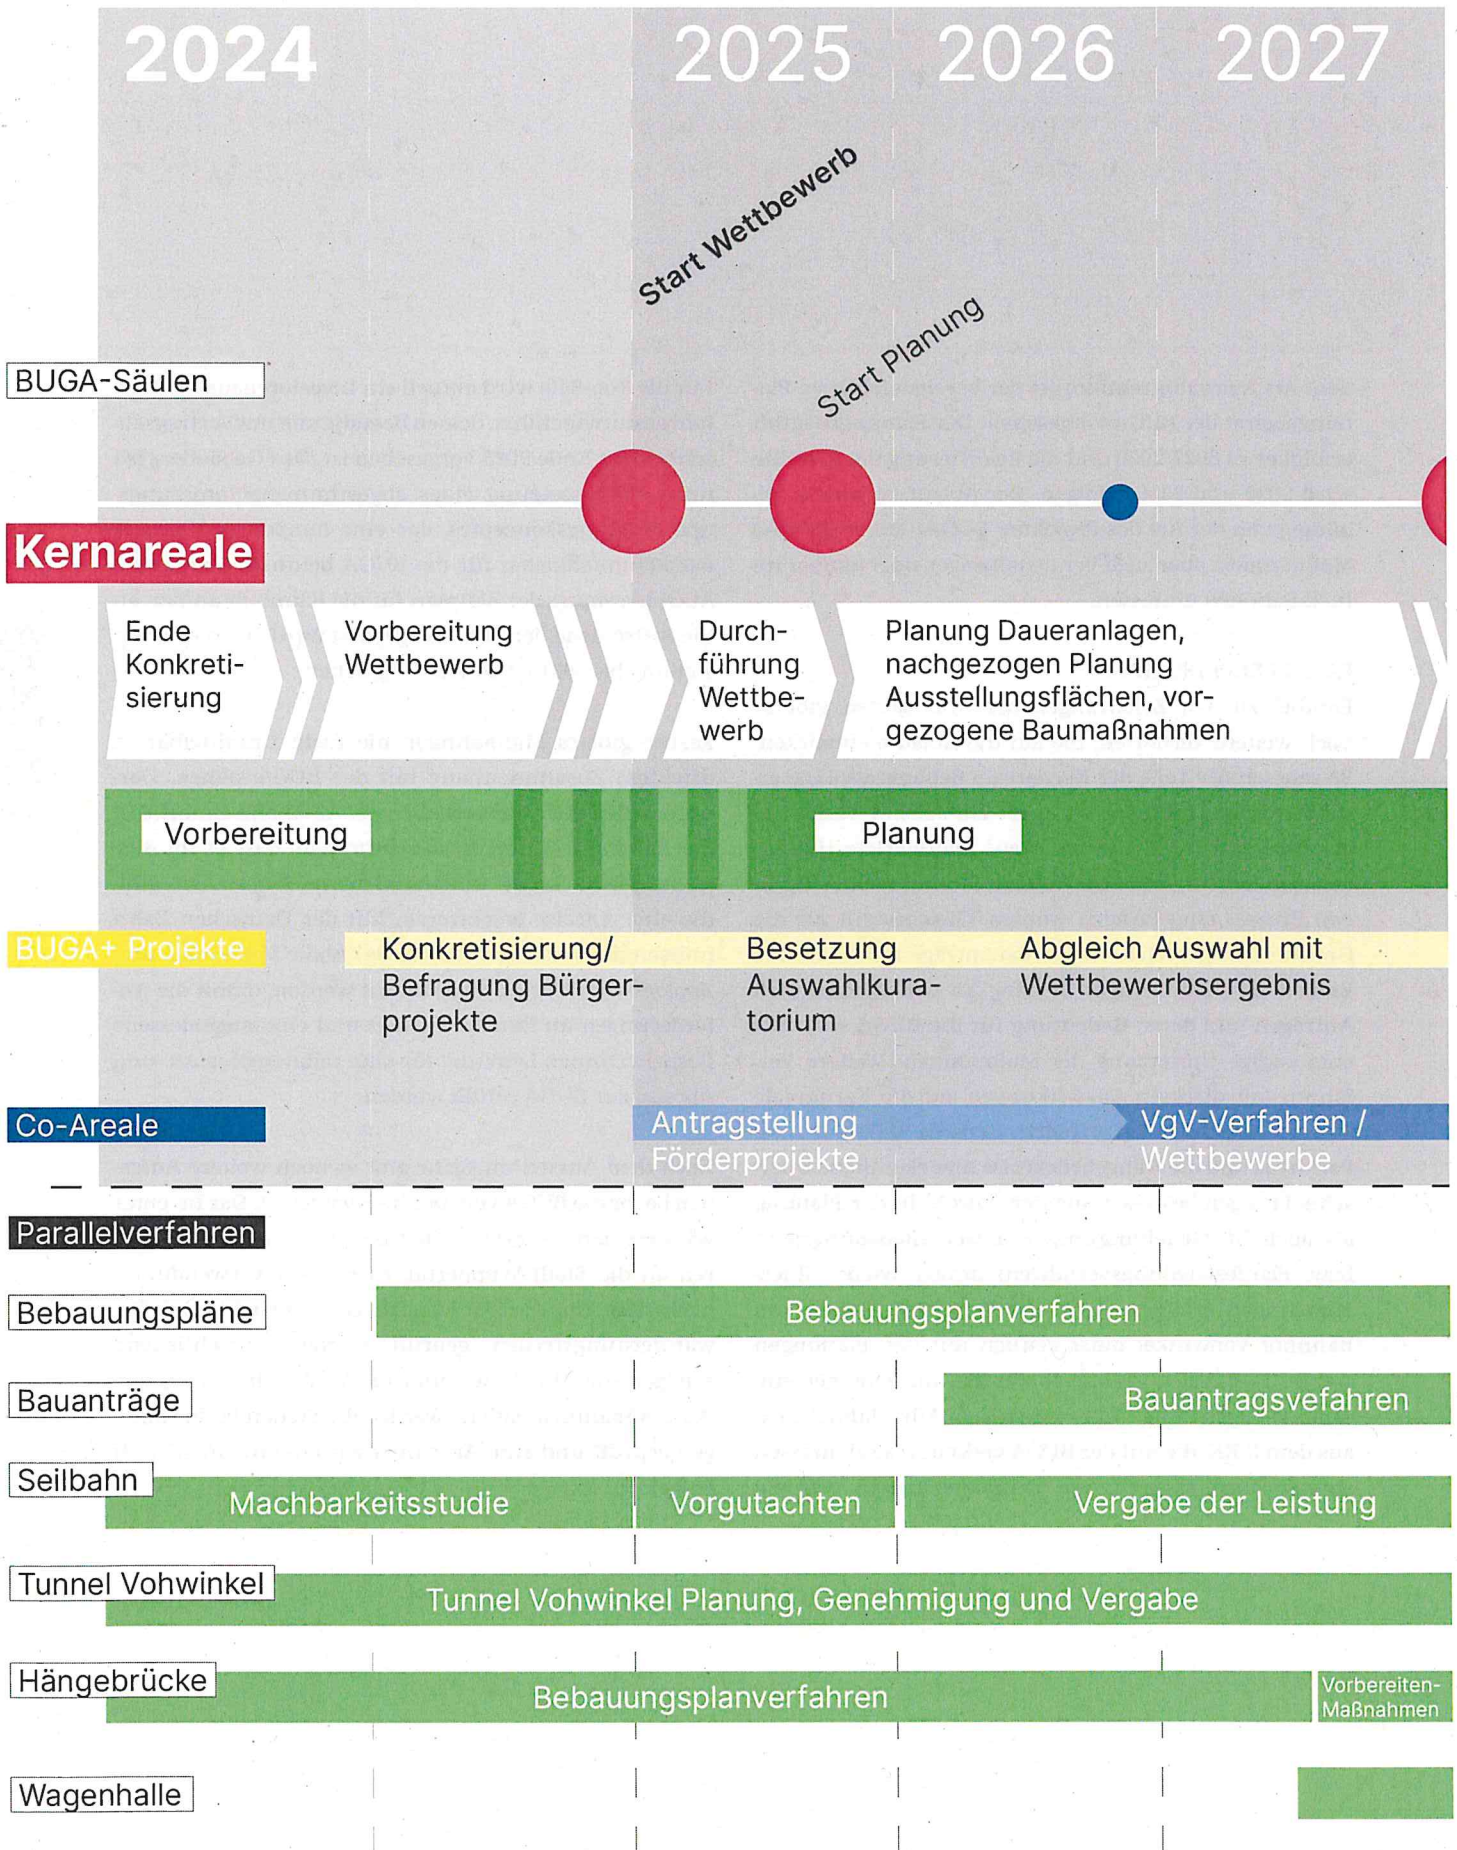 2024
2025
2026
2027
Start Wettbewerb
Start Planung
BUGA-Säulen
Kernareale
Ende
Konkreti-
sierung
Vorbereitung
Wettbewerb
Durch-
führung
Wettbe-
werb
Planung Daueranlagen,
nachgezogen Planung
Ausstellungsflächen, vor-
gezogene Baumaßnahmen
Vorbereitung
Planung
BUGA+ Projekte
Konkretisierung/
Befragung Bürger-
projekte
Besetzung
Auswahlkura-
torium
Abgleich Auswahl mit
Wettbewerbsergebnis
Co-Areale
Antragstellung
Förderprojekte
VgV-Verfahren /
Wettbewerbe
Parallelverfahren
Bebauungspläne
Bebauungsplanverfahren
Bauanträge
Bauantragsvefahren
Seilbahn
Machbarkeitsstudie
Vorgutachten
Vergabe der Leistung
Tunnel Vohwinkel
Tunnel Vohwinkel Planung, Genehmigung und Vergabe
Hängebrücke
Bebauungsplanverfahren
Vorbereiten-
Maßnahmen
Wagenhalle